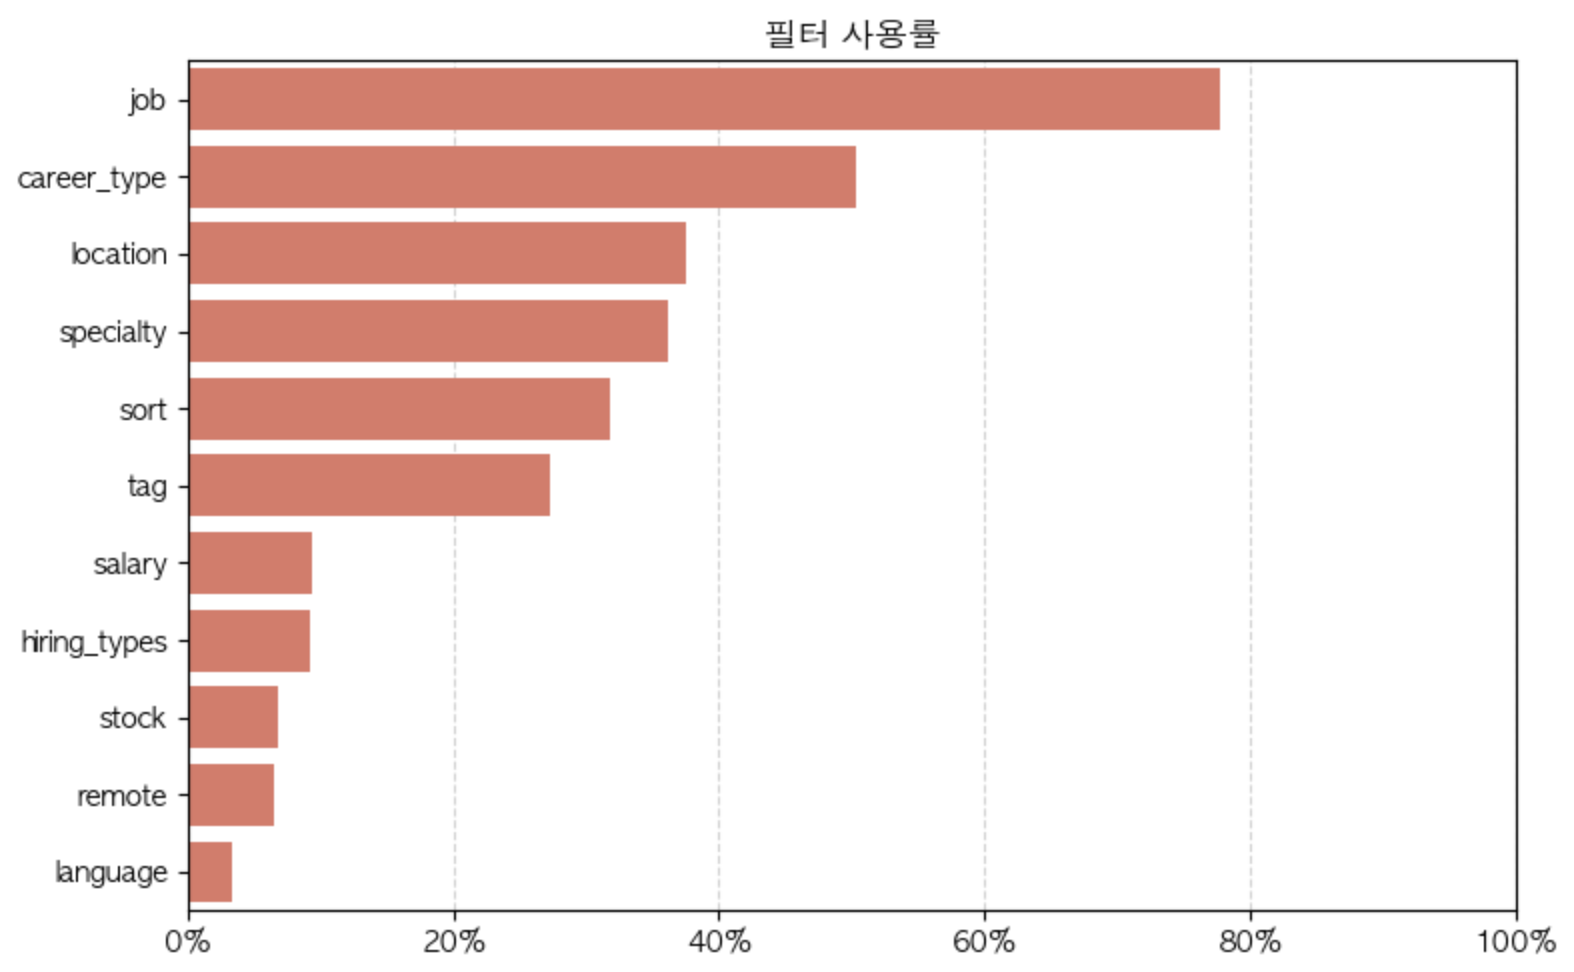 필터 사용률
job
career_type
location
specialty
sort
tag
salary
hiring_types
stock
remote
language
0% 20% 40% 60% 80% 100%